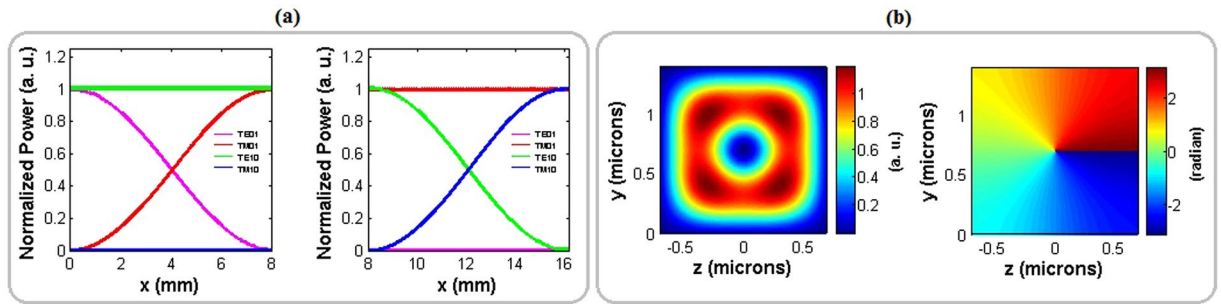 (a)
(b)
Normalized Power (a. u.)
1.2
1
0.8
0.6
0.4
0.2
0
TE01
TM01
TE10
TM10
0 2 4 6 8
x (mm)
Normalized Power (a. u.)
1.2
1
0.8
0.6
0.4
0.2
0
TE01
TM01
TE10
TM10
8 10 12 14 16
x (mm)
y (microns)
1
0.5
0
-0.5 0 0.5
z (microns)
1
0.8
0.6
0.4
0.2
(a. u.)
y (microns)
1
0.5
0
-0.5 0 0.5
z (microns)
2
0
-2
(radian)